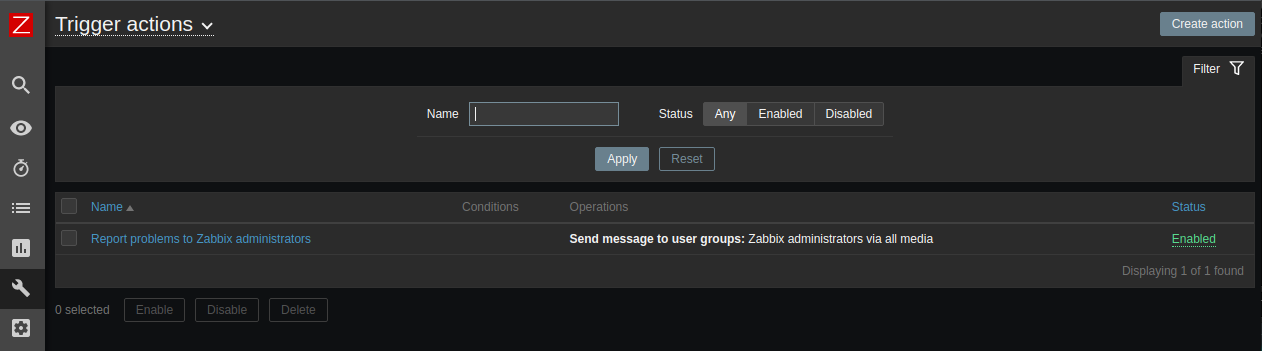 Z
Trigger actions
Create action
Filter
Name Status Any Enabled Disabled
Apply Reset
Name Conditions Operations Status
Report problems to Zabbix administrators Send message to user groups: Zabbix administrators via all media Enabled
Displaying 1 of 1 found
0 selected Enable Disable Delete